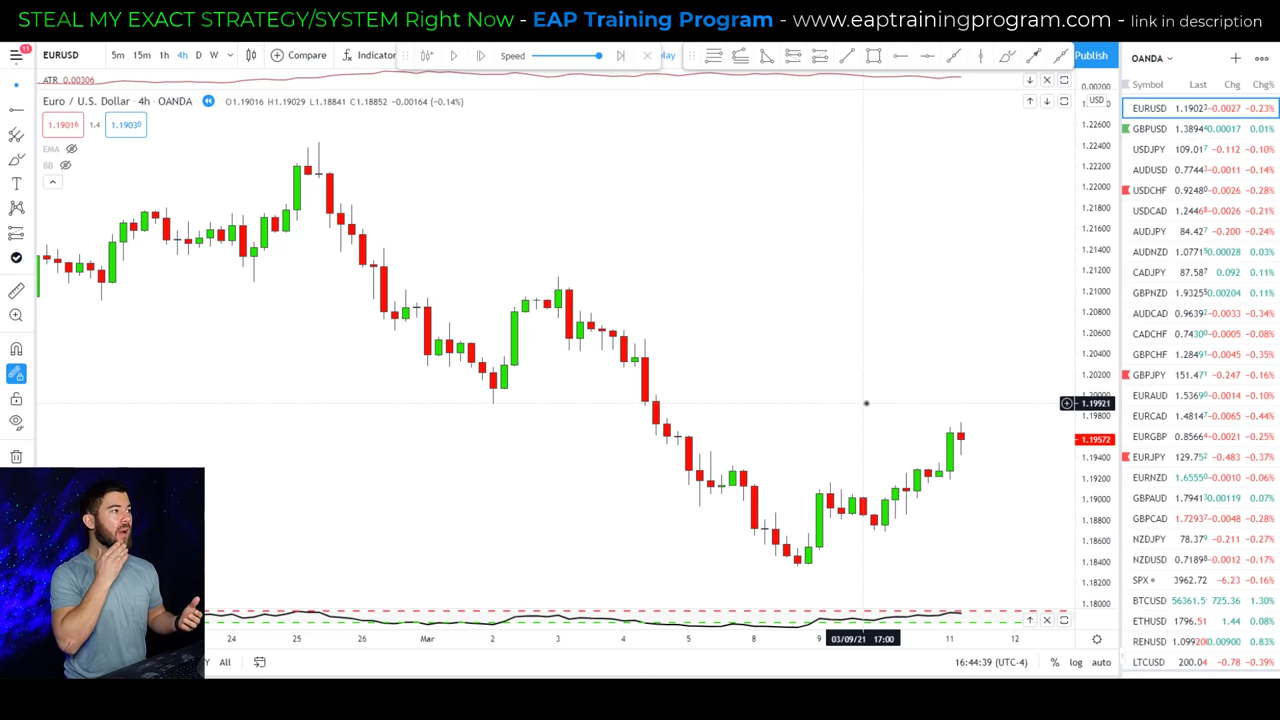 STEAL MY EXACT STRATEGY/SYSTEM Right Now - EAP Training Program - www.eaptrainingprogram.com - link in description
11
EURUSD 5m 15m 1h 4h D W Compare Indicator Speed play Publish
OANDA
ATR 0.00306
Symbol Last Chg Chg%
Euro / U.S. Dollar · 4h · OANDA O1.19016 H1.19029 L1.18841 C1.18852 −0.00164 (−0.14%)
1.19016 1.4 1.19030
EMA
BB
0.00200
USD
1.22600
1.22400
1.22200
1.22000
1.21800
1.21600
1.21400
1.21200
1.21000
1.20800
1.20600
1.20400
1.20200
1.19921
1.19800
1.19572
1.19400
1.19200
1.19000
1.18800
1.18600
1.18400
1.18200
1.18000
EURUSD 1.19023 -0.0027 -0.23%
GBPUSD 1.38944 0.00017 0.01%
USDJPY 109.017 -0.112 -0.10%
AUDUSD 0.77443 -0.0011 -0.14%
USDCHF 0.92480 -0.0026 -0.28%
USDCAD 1.24468 -0.0026 -0.21%
AUDJPY 84.427 -0.200 -0.24%
AUDNZD 1.07715 0.00028 0.03%
CADJPY 87.587 0.092 0.11%
GBPNZD 1.93255 0.00204 0.11%
AUDCAD 0.96392 -0.0033 -0.34%
CADCHF 0.74300 -0.0005 -0.08%
GBPCHF 1.28491 -0.0045 -0.35%
GBPJPY 151.471 -0.247 -0.16%
EURAUD 1.53690 -0.0014 -0.10%
EURCAD 1.48147 -0.0065 -0.44%
EURGBP 0.85664 -0.0021 -0.25%
EURJPY 129.752 -0.483 -0.37%
EURNZD 1.65550 -0.0010 -0.06%
GBPAUD 1.79413 0.00119 0.07%
GBPCAD 1.72937 -0.0048 -0.28%
NZDJPY 78.379 -0.211 -0.27%
NZDUSD 0.71898 -0.0012 -0.17%
SPX 3962.72 -6.23 -0.16%
BTCUSD 56361.5 725.36 1.30%
ETHUSD 1796.51 1.44 0.08%
RENUSD 1.09920 0.00900 0.83%
LTCUSD 200.04 -0.78 -0.39%
24 25 26 Mar 2 3 4 5 8 9 03/09/21 17:00 11 12
Y All 16:44:39 (UTC-4) % log auto